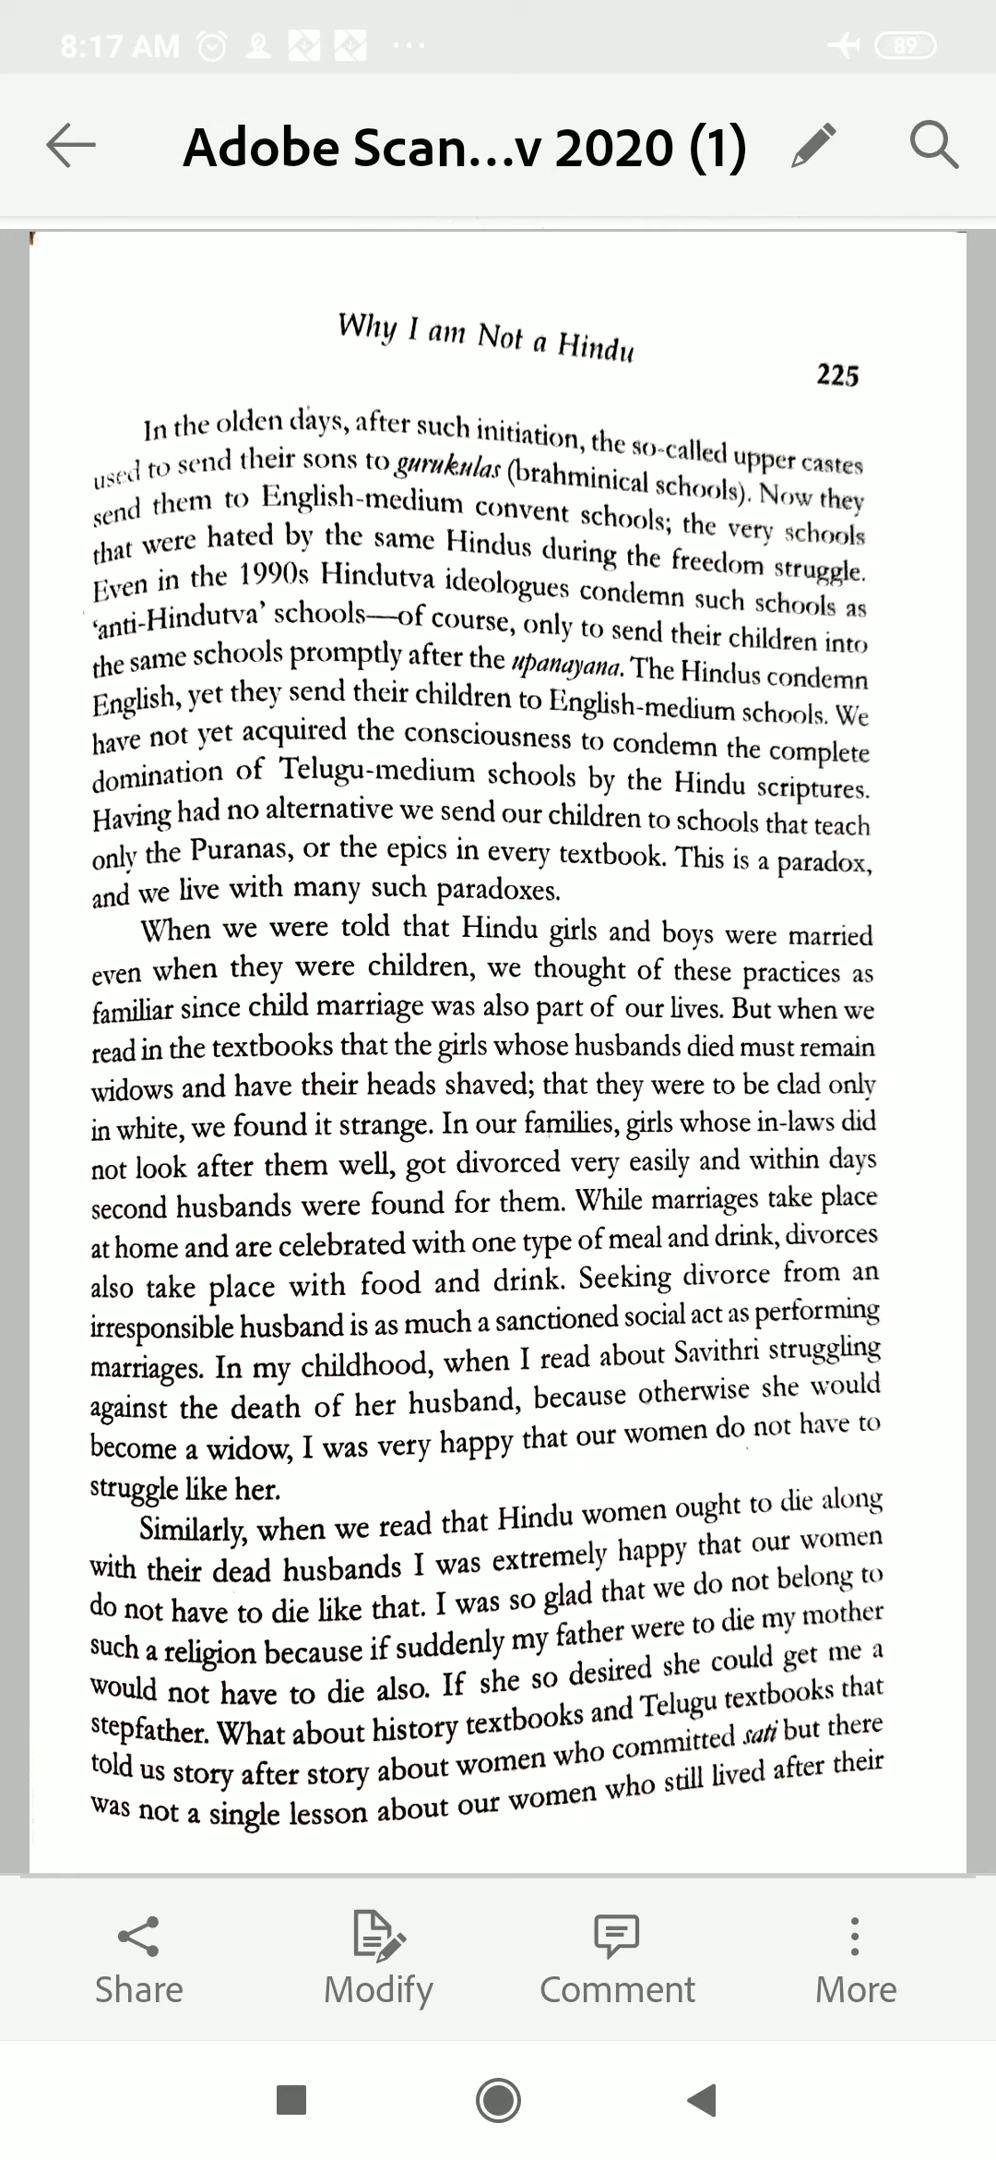 8:17 AM
89
Adobe Scan...v 2020 (1)
Why I am Not a Hindu
225
In the olden days, after such initiation, the so-called upper castes
used to send their sons to gurukulas (brahminical schools). Now they
send them to English-medium convent schools; the very schools
that were hated by the same Hindus during the freedom struggle.
Even in the 1990s Hindutva ideologues condemn such schools as
‘anti-Hindutva’ schools—of course, only to send their children into
the same schools promptly after the upanayana. The Hindus condemn
English, yet they send their children to English-medium schools. We
have not yet acquired the consciousness to condemn the complete
domination of Telugu-medium schools by the Hindu scriptures.
Having had no alternative we send our children to schools that teach
only the Puranas, or the epics in every textbook. This is a paradox,
and we live with many such paradoxes.
When we were told that Hindu girls and boys were married
even when they were children, we thought of these practices as
familiar since child marriage was also part of our lives. But when we
read in the textbooks that the girls whose husbands died must remain
widows and have their heads shaved; that they were to be clad only
in white, we found it strange. In our families, girls whose in-laws did
not look after them well, got divorced very easily and within days
second husbands were found for them. While marriages take place
at home and are celebrated with one type of meal and drink, divorces
also take place with food and drink. Seeking divorce from an
irresponsible husband is as much a sanctioned social act as performing
marriages. In my childhood, when I read about Savithri struggling
against the death of her husband, because otherwise she would
become a widow, I was very happy that our women do not have to
struggle like her.
Similarly, when we read that Hindu women ought to die along
with their dead husbands I was extremely happy that our women
do not have to die like that. I was so glad that we do not belong to
such a religion because if suddenly my father were to die my mother
would not have to die also. If she so desired she could get me a
stepfather. What about history textbooks and Telugu textbooks that
told us story after story about women who committed sati but there
was not a single lesson about our women who still lived after their
Share
Modify
Comment
More